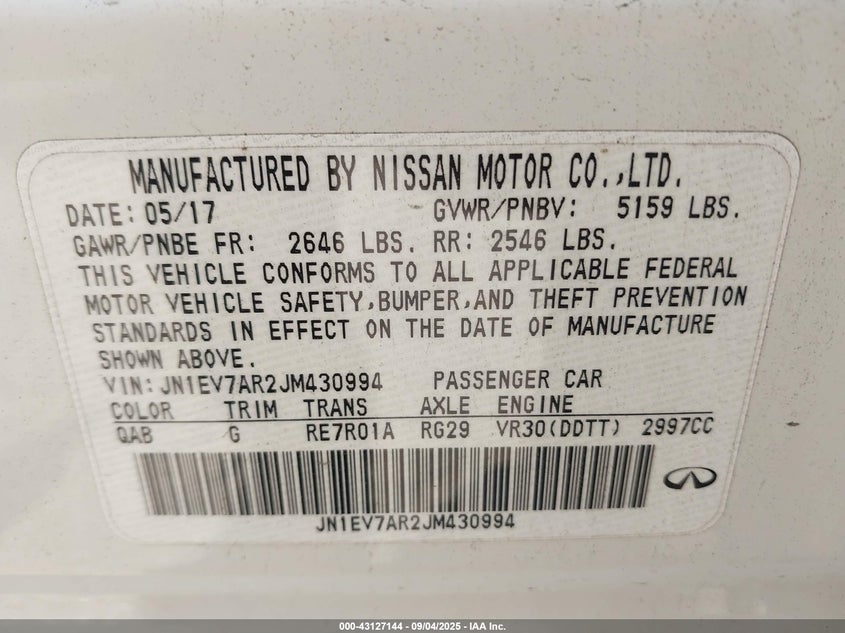 MANUFACTURED BY NISSAN MOTOR CO.,LTD.
DATE: 05/17 GVWR/PNBV: 5159 LBS.
GAWR/PNBE FR: 2646 LBS. RR: 2546 LBS.
THIS VEHICLE CONFORMS TO ALL APPLICABLE FEDERAL
MOTOR VEHICLE SAFETY,BUMPER,AND THEFT PREVENTION
STANDARDS IN EFFECT ON THE DATE OF MANUFACTURE
SHOWN ABOVE.
VIN: JN1EV7AR2JM430994 PASSENGER CAR
COLOR TRIM TRANS AXLE ENGINE
QAB G RE7R01A RG29 VR30(DDTT) 2997CC
JN1EV7AR2JM430994
000-43127144 - 09/04/2025 - IAA Inc.